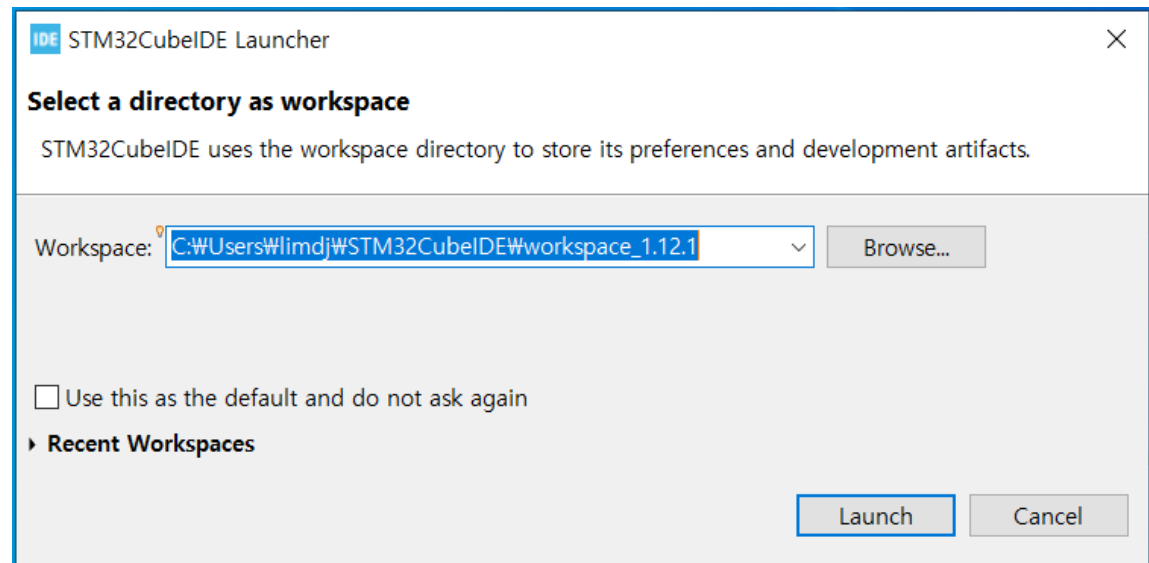 IDE STM32CubeIDE Launcher
Select a directory as workspace
STM32CubeIDE uses the workspace directory to store its preferences and development artifacts.
Workspace: C:₩Users₩limdj₩STM32CubeIDE₩workspace_1.12.1 Browse...
Use this as the default and do not ask again
Recent Workspaces
Launch Cancel